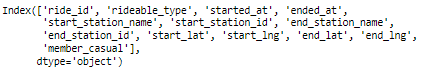 Index(['ride_id', 'rideable_type', 'started_at', 'ended_at',
'start_station_name', 'start_station_id', 'end_station_name',
'end_station_id', 'start_lat', 'start_lng', 'end_lat', 'end_lng',
'member_casual'],
dtype='object')